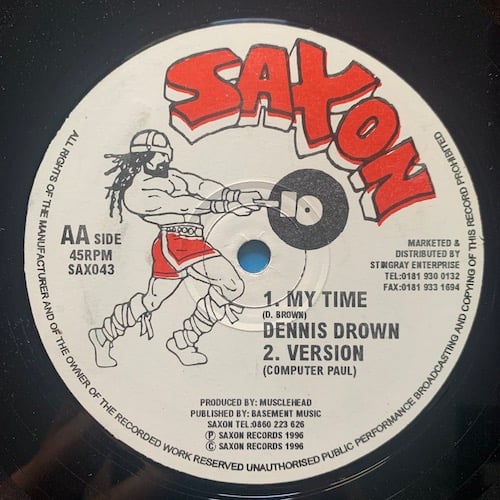 SAXON
AA SIDE
45RPM
SAX043
MARKETED &
DISTRIBUTED BY
STINGRAY ENTERPRISE
TEL:0181 930 0132
FAX:0181 933 1694
1. MY TIME
(D. BROWN)
DENNIS DROWN
2. VERSION
(COMPUTER PAUL)
PRODUCED BY: MUSCLEHEAD
PUBLISHED BY: BASEMENT MUSIC
SAXON TEL:0860 223 626
Ⓟ SAXON RECORDS 1996
© SAXON RECORDS 1996
ALL RIGHTS OF THE MANUFACTURER AND OF THE OWNER OF THE RECORDED WORK RESERVED UNAUTHORISED PUBLIC PERFORMANCE BROADCASTING AND COPYING OF THIS RECORD PROHIBITED